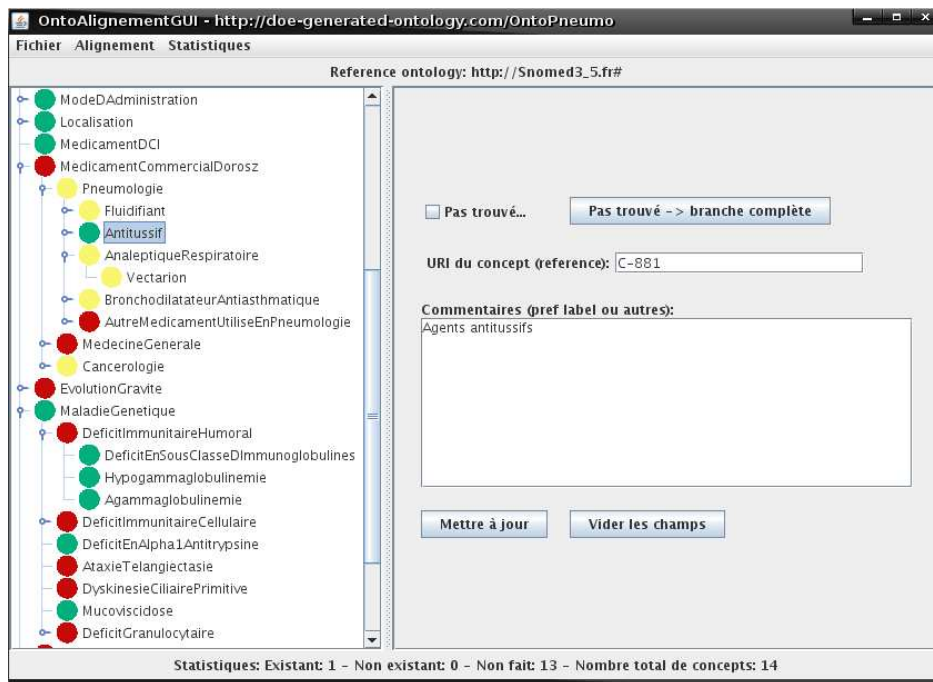 OntoAlignementGUI - http://doe-generated-ontology.com/OntoPneumo
Fichier Alignement Statistiques
Reference ontology: http://Snomed3_5.fr#
ModeDAdministration
Localisation
MedicamentDCI
MedicamentCommercialDorosz
Pneumologie
Fluidifiant
Antitussif
AnaleptiqueRespiratoire
Vectarion
BronchodilatateurAntiasthmatique
AutreMedicamentUtiliseEnPneumologie
MedecineGenerale
Cancerologie
EvolutionGravite
MaladieGenetique
DeficitImmunitaireHumoral
DeficitEnSousClasseDImmunoglobulines
Hypogammaglobulinemie
Agammaglobulinemie
DeficitImmunitaireCellulaire
DeficitEnAlpha1Antitrypsine
AtaxieTelangiectasie
DyskinesieCiliairePrimitive
Mucoviscidose
DeficitGranulocytaire
Pas trouvé...
Pas trouvé -> branche complète
URI du concept (reference): C-881
Commentaires (pref label ou autres):
Agents antitussifs
Mettre à jour
Vider les champs
Statistiques: Existant: 1 - Non existant: 0 - Non fait: 13 - Nombre total de concepts: 14